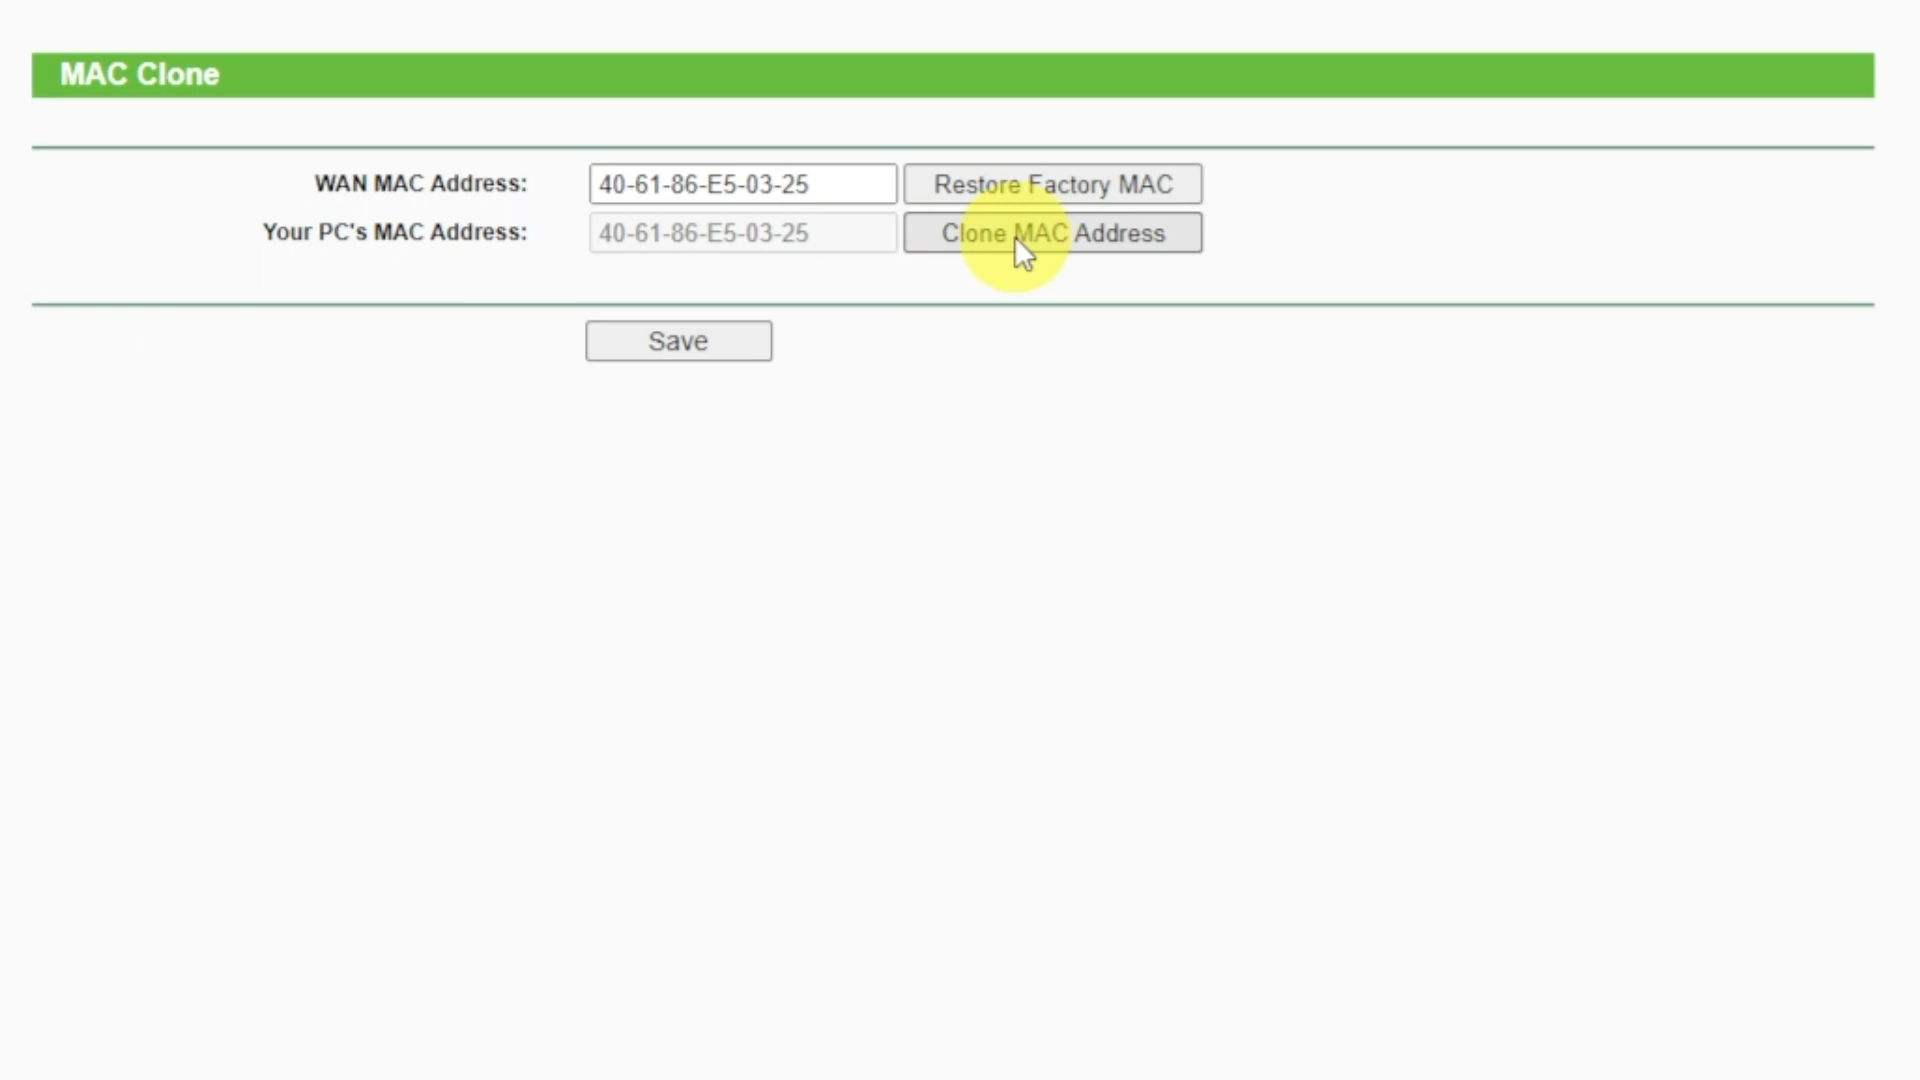 MAC Clone
WAN MAC Address: 40-61-86-E5-03-25 Restore Factory MAC
Your PC's MAC Address: 40-61-86-E5-03-25 Clone MAC Address
Save